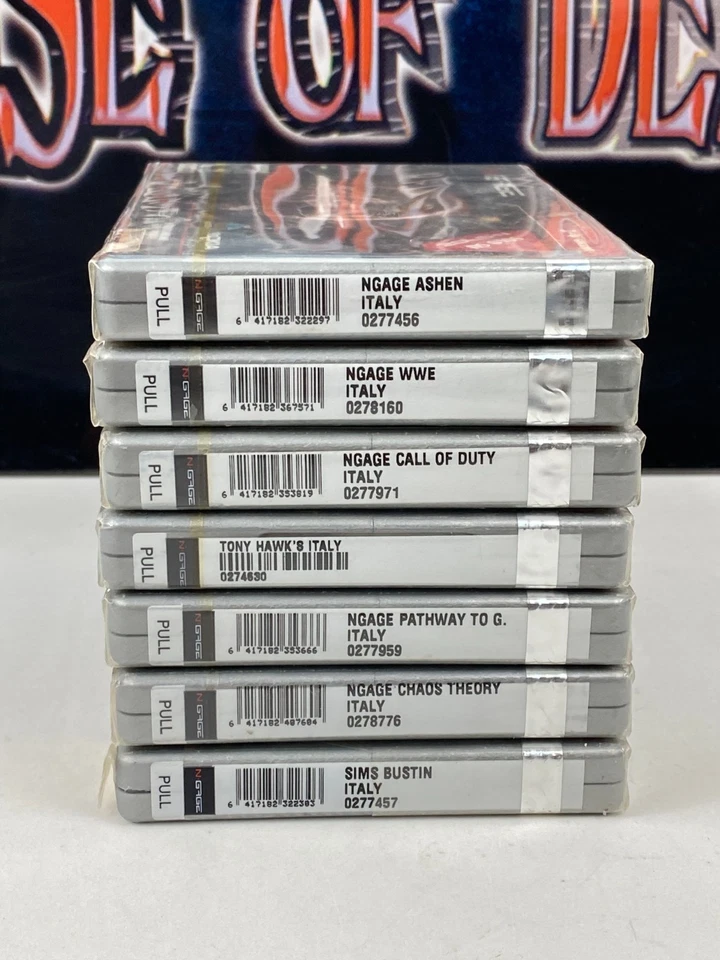 SE OF DE
PULL
N·GAGE
6 417182 322297
NGAGE ASHEN
ITALY
0277456
PULL
N·GAGE
6 417182 367571
NGAGE WWE
ITALY
0278160
PULL
N·GAGE
6 417182 353819
NGAGE CALL OF DUTY
ITALY
0277971
PULL
N·GAGE
TONY HAWK'S ITALY
0274630
PULL
N·GAGE
6 417182 353666
NGAGE PATHWAY TO G.
ITALY
0277959
PULL
N·GAGE
6 417182 407604
NGAGE CHAOS THEORY
ITALY
0278776
PULL
N·GAGE
6 417182 322303
SIMS BUSTIN
ITALY
0277457